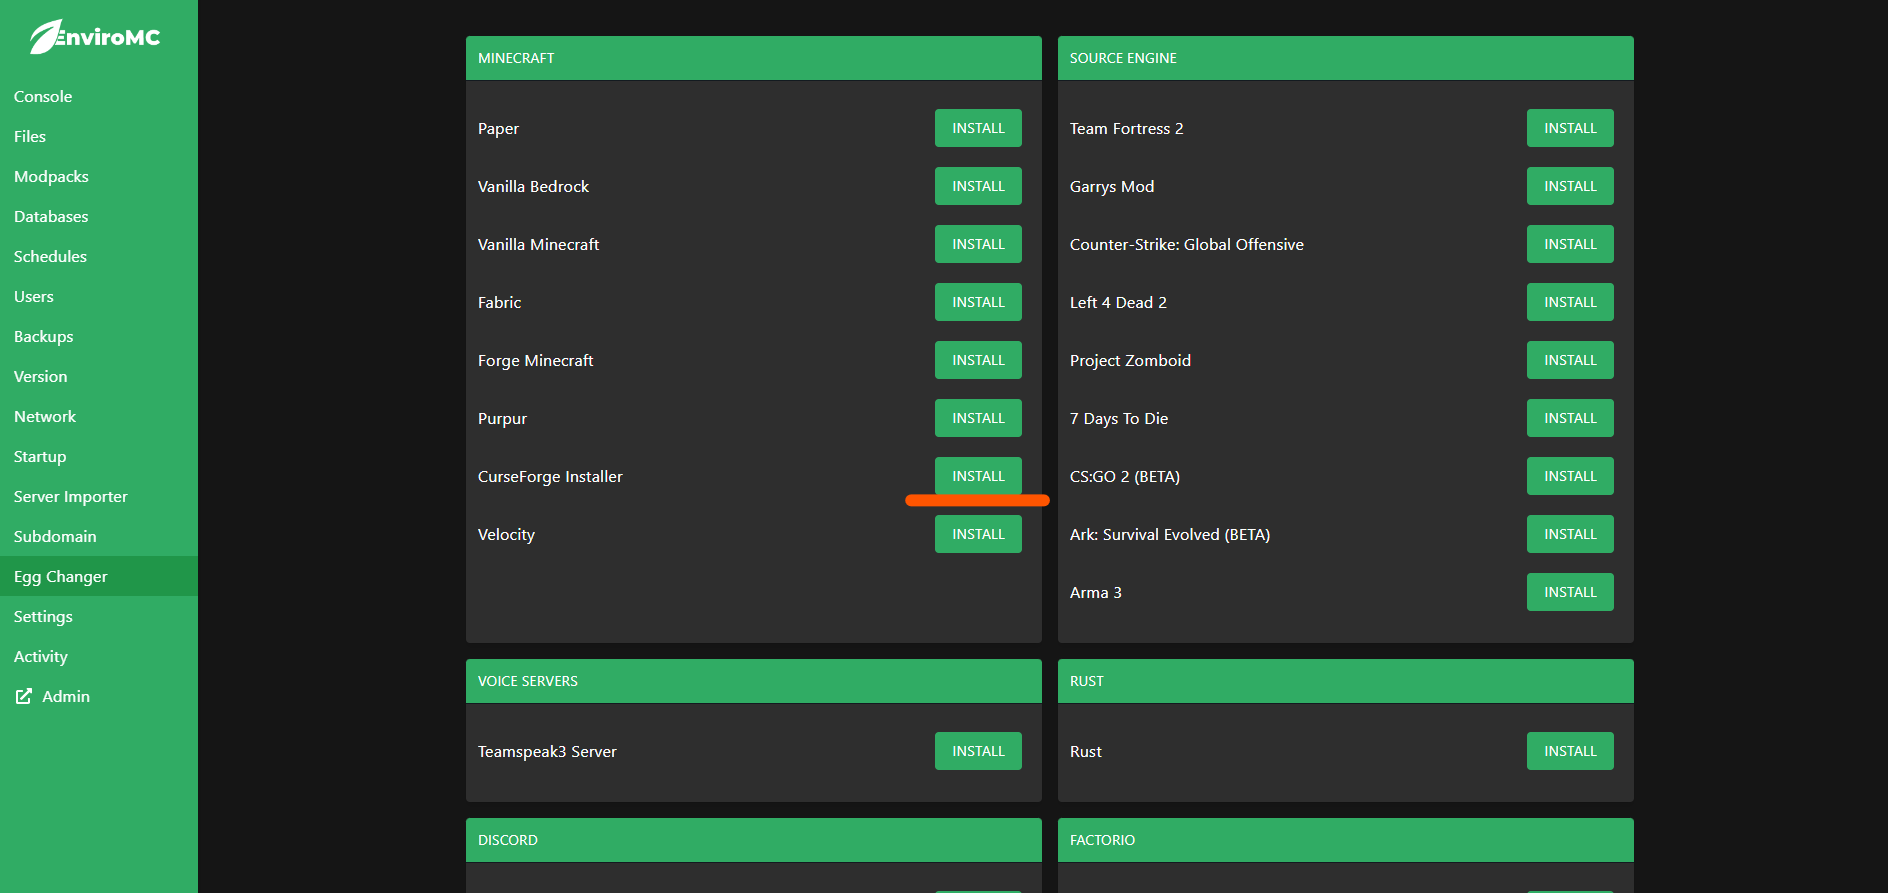 EnviroMC
Console
Files
Modpacks
Databases
Schedules
Users
Backups
Version
Network
Startup
Server Importer
Subdomain
Egg Changer
Settings
Activity
Admin
MINECRAFT
Paper INSTALL
Vanilla Bedrock INSTALL
Vanilla Minecraft INSTALL
Fabric INSTALL
Forge Minecraft INSTALL
Purpur INSTALL
CurseForge Installer INSTALL
Velocity INSTALL
SOURCE ENGINE
Team Fortress 2 INSTALL
Garrys Mod INSTALL
Counter-Strike: Global Offensive INSTALL
Left 4 Dead 2 INSTALL
Project Zomboid INSTALL
7 Days To Die INSTALL
CS:GO 2 (BETA) INSTALL
Ark: Survival Evolved (BETA) INSTALL
Arma 3 INSTALL
VOICE SERVERS
Teamspeak3 Server INSTALL
RUST
Rust INSTALL
DISCORD
FACTORIO